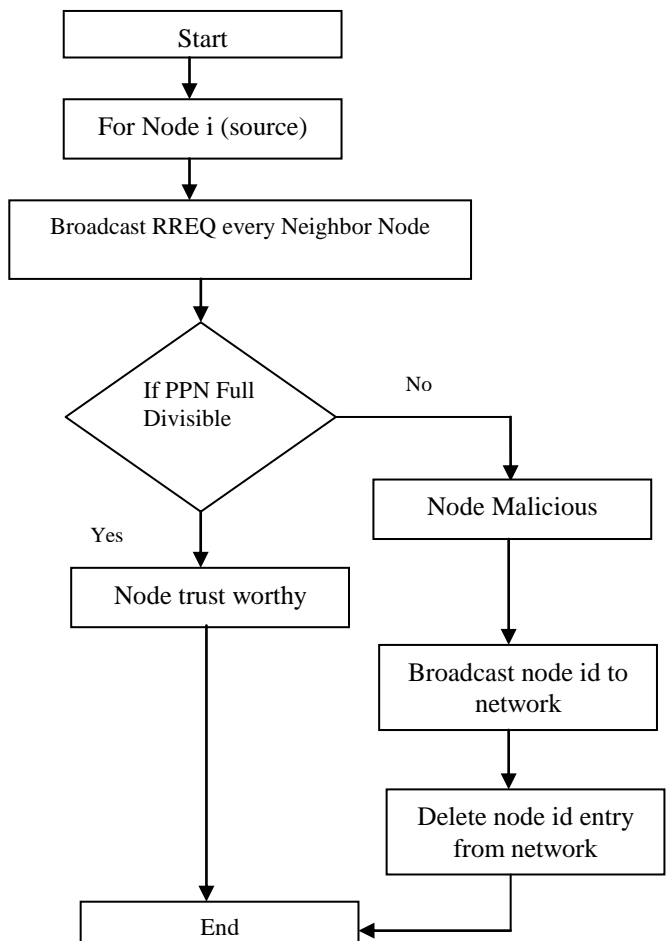 Start
For Node i (source)
Broadcast RREQ every Neighbor Node
If PPN Full
Divisible
No
Yes
Node Malicious
Node trust worthy
Broadcast node id to
network
Delete node id entry
from network
End